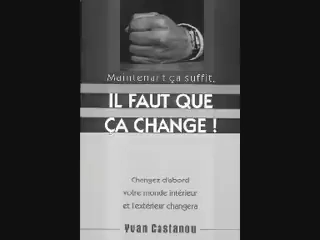 Maintenant ça suffit,
IL FAUT QUE
ÇA CHANGE !
Changez d'abord
votre monde intérieur
et l'extérieur changera
Yvan Castanou